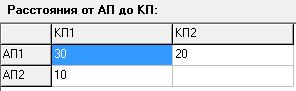 Расстояния от АП до КП:
КП1 КП2
АП1 30 20
АП2 10